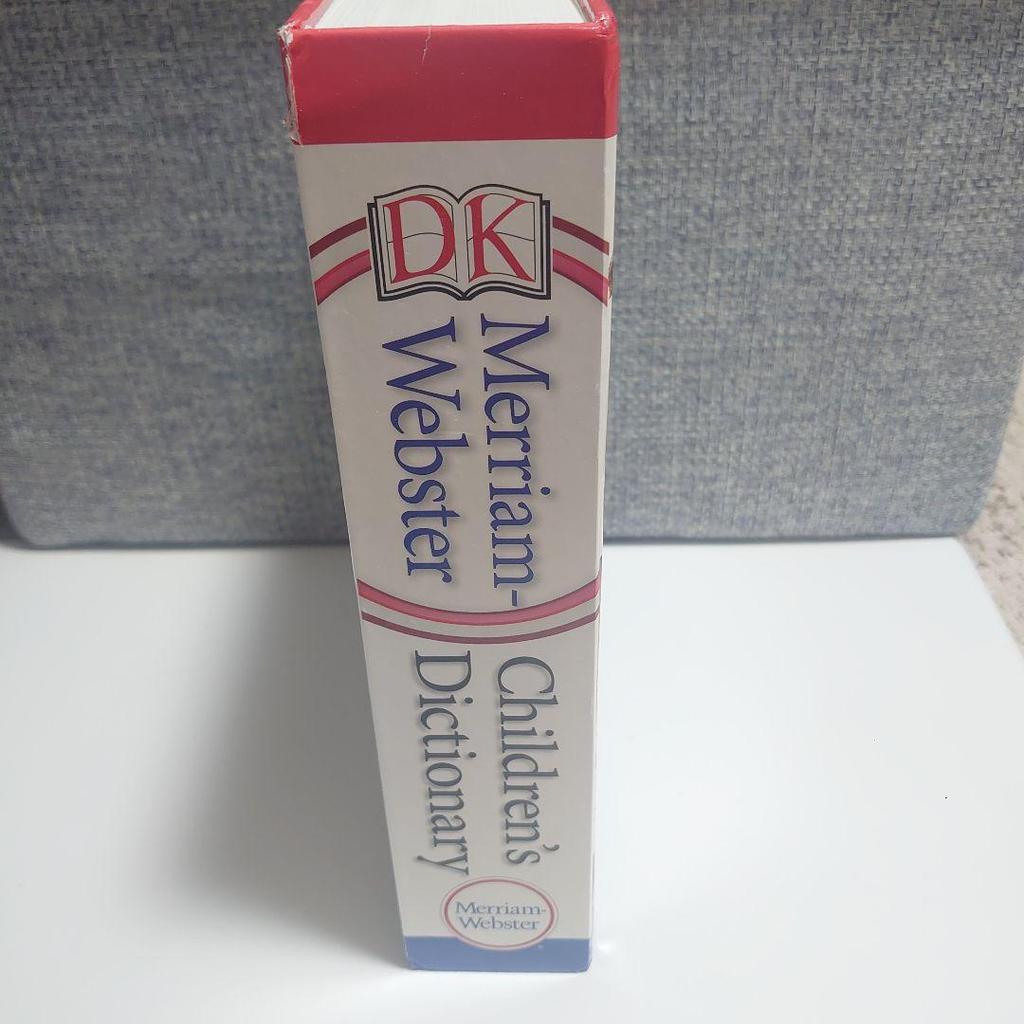 DK
Merriam-
Webster
Children's
Dictionary
Merriam-
Webster